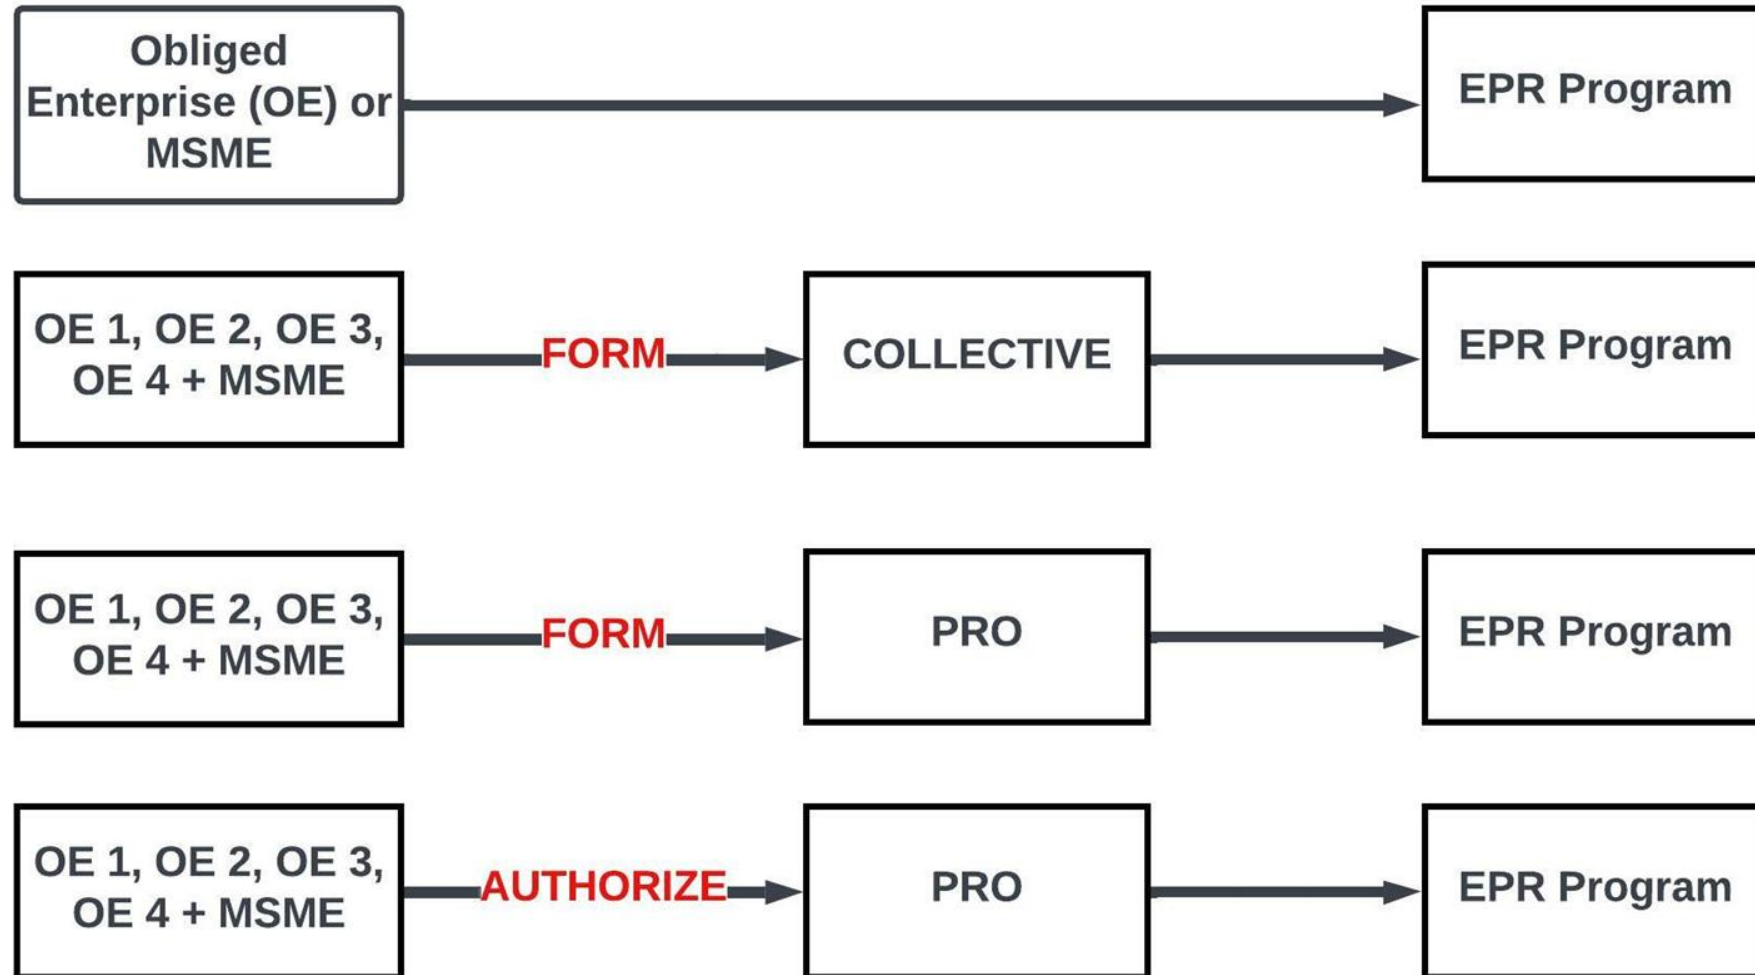 Obliged
Enterprise (OE) or
MSME
EPR Program
OE 1, OE 2, OE 3,
OE 4 + MSME
FORM
COLLECTIVE
EPR Program
OE 1, OE 2, OE 3,
OE 4 + MSME
FORM
PRO
EPR Program
OE 1, OE 2, OE 3,
OE 4 + MSME
AUTHORIZE
PRO
EPR Program